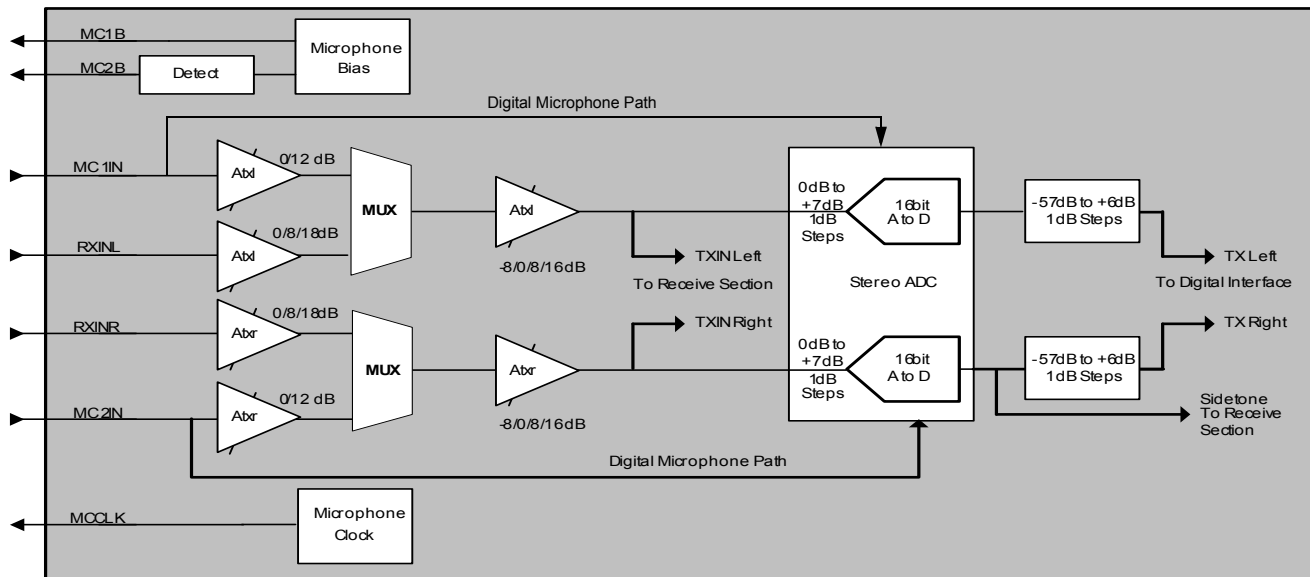 MC1B
Microphone
Bias
MC2B
Detect
Digital Microphone Path
MC1IN
Atxl
0/12 dB
MUX
Atxl
-8/0/8/16dB
0dB to
+7dB
1dB
Steps
16bit
A to D
-57dB to +6dB
1dB Steps
RXINL
Atxl
0/8/18dB
TXIN Left
To Receive Section
TX Left
To Digital Interface
Stereo ADC
RXINR
Atxr
0/8/18dB
TXIN Right
TX Right
MUX
Atxr
-8/0/8/16dB
0dB to
+7dB
1dB
Steps
16bit
A to D
-57dB to +6dB
1dB Steps
MC2IN
Atxr
0/12 dB
Sidetone
To Receive
Section
Digital Microphone Path
MCCLK
Microphone
Clock